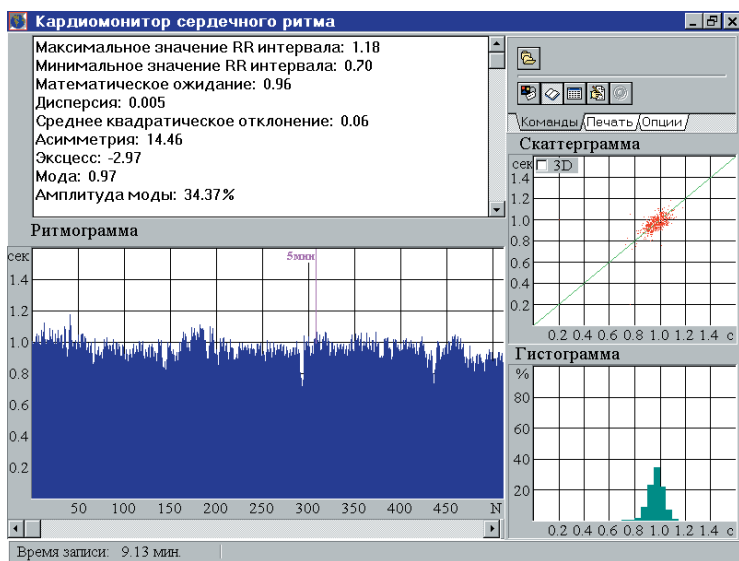 Кардиомонитор сердечного ритма
Максимальное значение RR интервала: 1.18
Минимальное значение RR интервала: 0.70
Математическое ожидание: 0.96
Дисперсия: 0.005
Среднее квадратическое отклонение: 0.06
Асимметрия: 14.46
Эксцесс: -2.97
Мода: 0.97
Амплитуда моды: 34.37%
Команды Печать Опции
Скаттерграмма
сек 3D
1.4
1.2
1.0
0.8
0.6
0.4
0.2
0.2 0.4 0.6 0.8 1.0 1.2 1.4 с
Ритмограмма
сек 5мин
1.4
1.2
1.0
0.8
0.6
0.4
0.2
50 100 150 200 250 300 350 400 450 N
Гистограмма
%
80
60
40
20
0.2 0.4 0.6 0.8 1.0 1.2 1.4 с
Время записи: 9.13 мин.